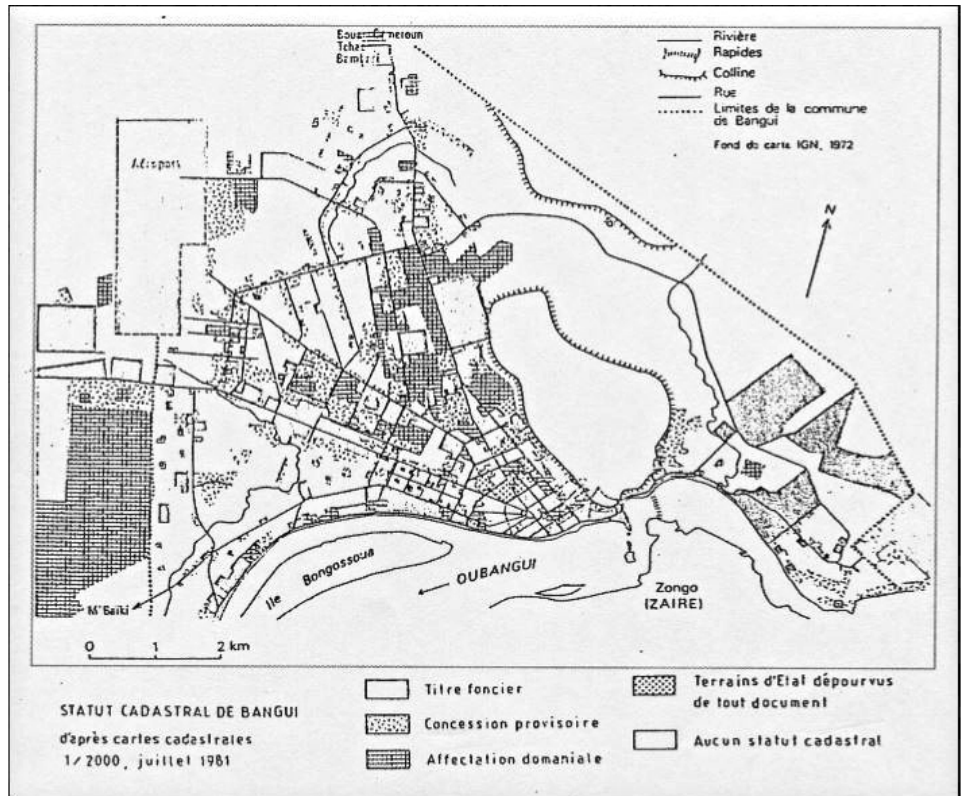 Rivière
Rapides
Colline
Rue
Limites de la commune
de Bangui
Fond de carte IGN, 1972
N
M'Baïki
Ile Bongossoua
OUBANGUI
Zongo
(ZAIRE)
0 1 2 km
STATUT CADASTRAL DE BANGUI
d'après cartes cadastrales
1/2000, juillet 1981
Titre foncier
Concession provisoire
Affectation domaniale
Terrains d'Etat dépourvus
de tout document
Aucun statut cadastral